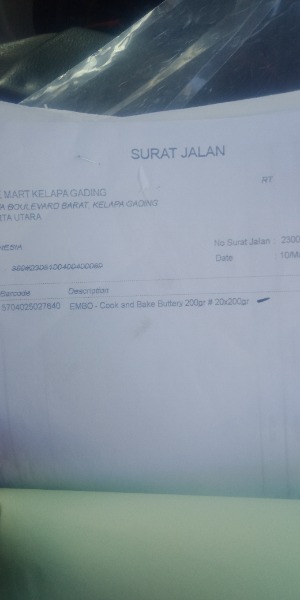 SURAT JALAN
RT
MART KELAPA GADING
BOULEVARD BARAT, KELAPA GADING
RTA UTARA
NESIA
No.Surat Jalan : 2300
Date : 10/Ma
Barcode Description
5704025027640 EMBO - Cook and Bake Buttery 200gr # 20x200gr